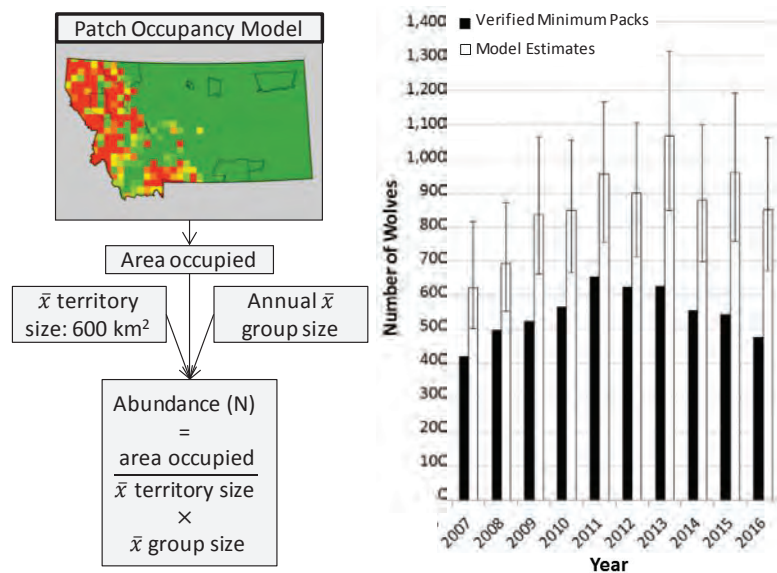 Patch Occupancy Model
Area occupied
x̄ territory
size: 600 km²
Annual x̄
group size
Abundance (N)
=
area occupied
x̄ territory size
×
x̄ group size
Verified Minimum Packs
Model Estimates
Number of Wolves
1,400
1,300
1,200
1,100
1,000
900
800
700
600
500
400
300
200
100
0
2007
2008
2009
2010
2011
2012
2013
2014
2015
2016
Year